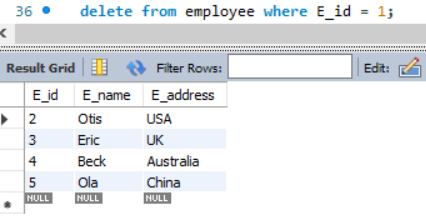 36 delete from employee where E_id = 1;
Result Grid Filter Rows: Edit:
E_id E_name E_address
2 Otis USA
3 Eric UK
4 Beck Australia
5 Ola China
NULL NULL NULL